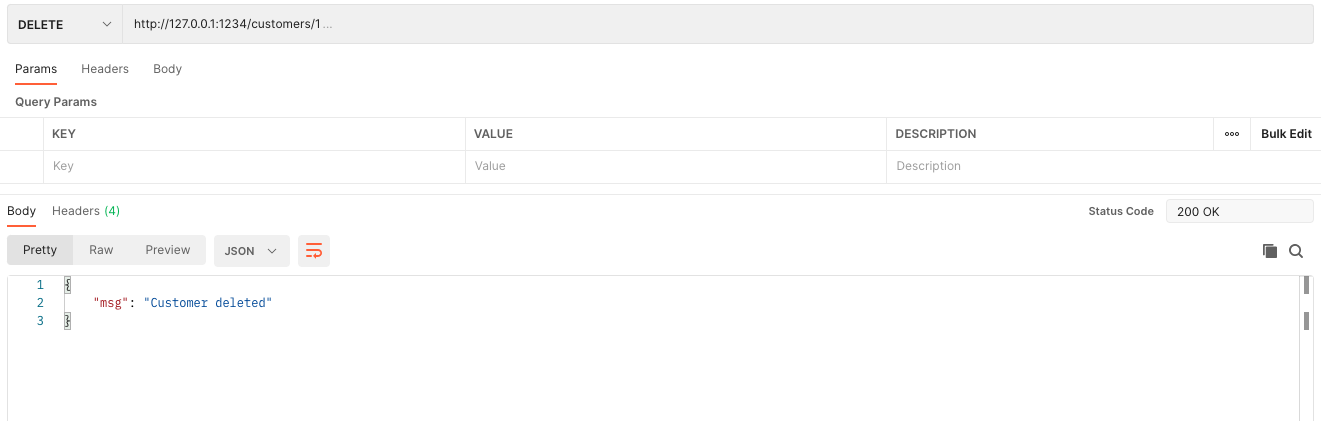 DELETE http://127.0.0.1:1234/customers/1 ...
Params Headers Body
Query Params
KEY VALUE DESCRIPTION ooo Bulk Edit
Key Value Description
Body Headers (4) Status Code 200 OK
Pretty Raw Preview JSON
1 {
2 "msg": "Customer deleted"
3 }